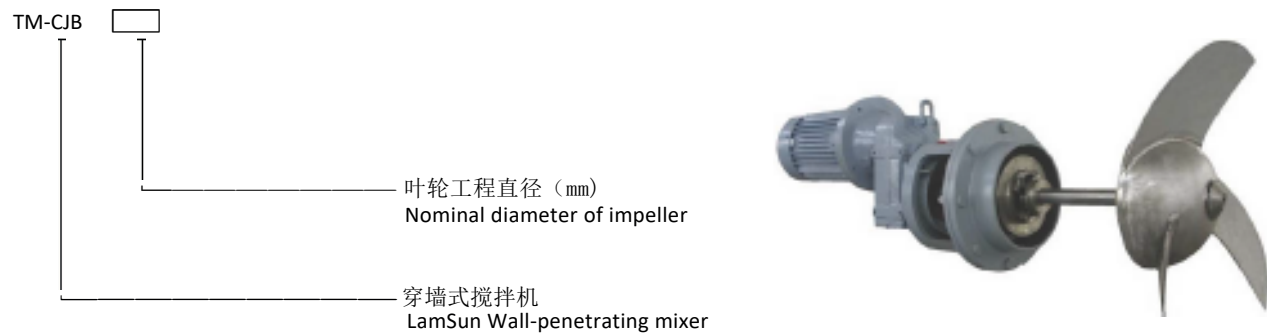 TM-CJB
叶轮工程直径（mm)
Nominal diameter of impeller
穿墙式搅拌机
LamSun Wall-penetrating mixer